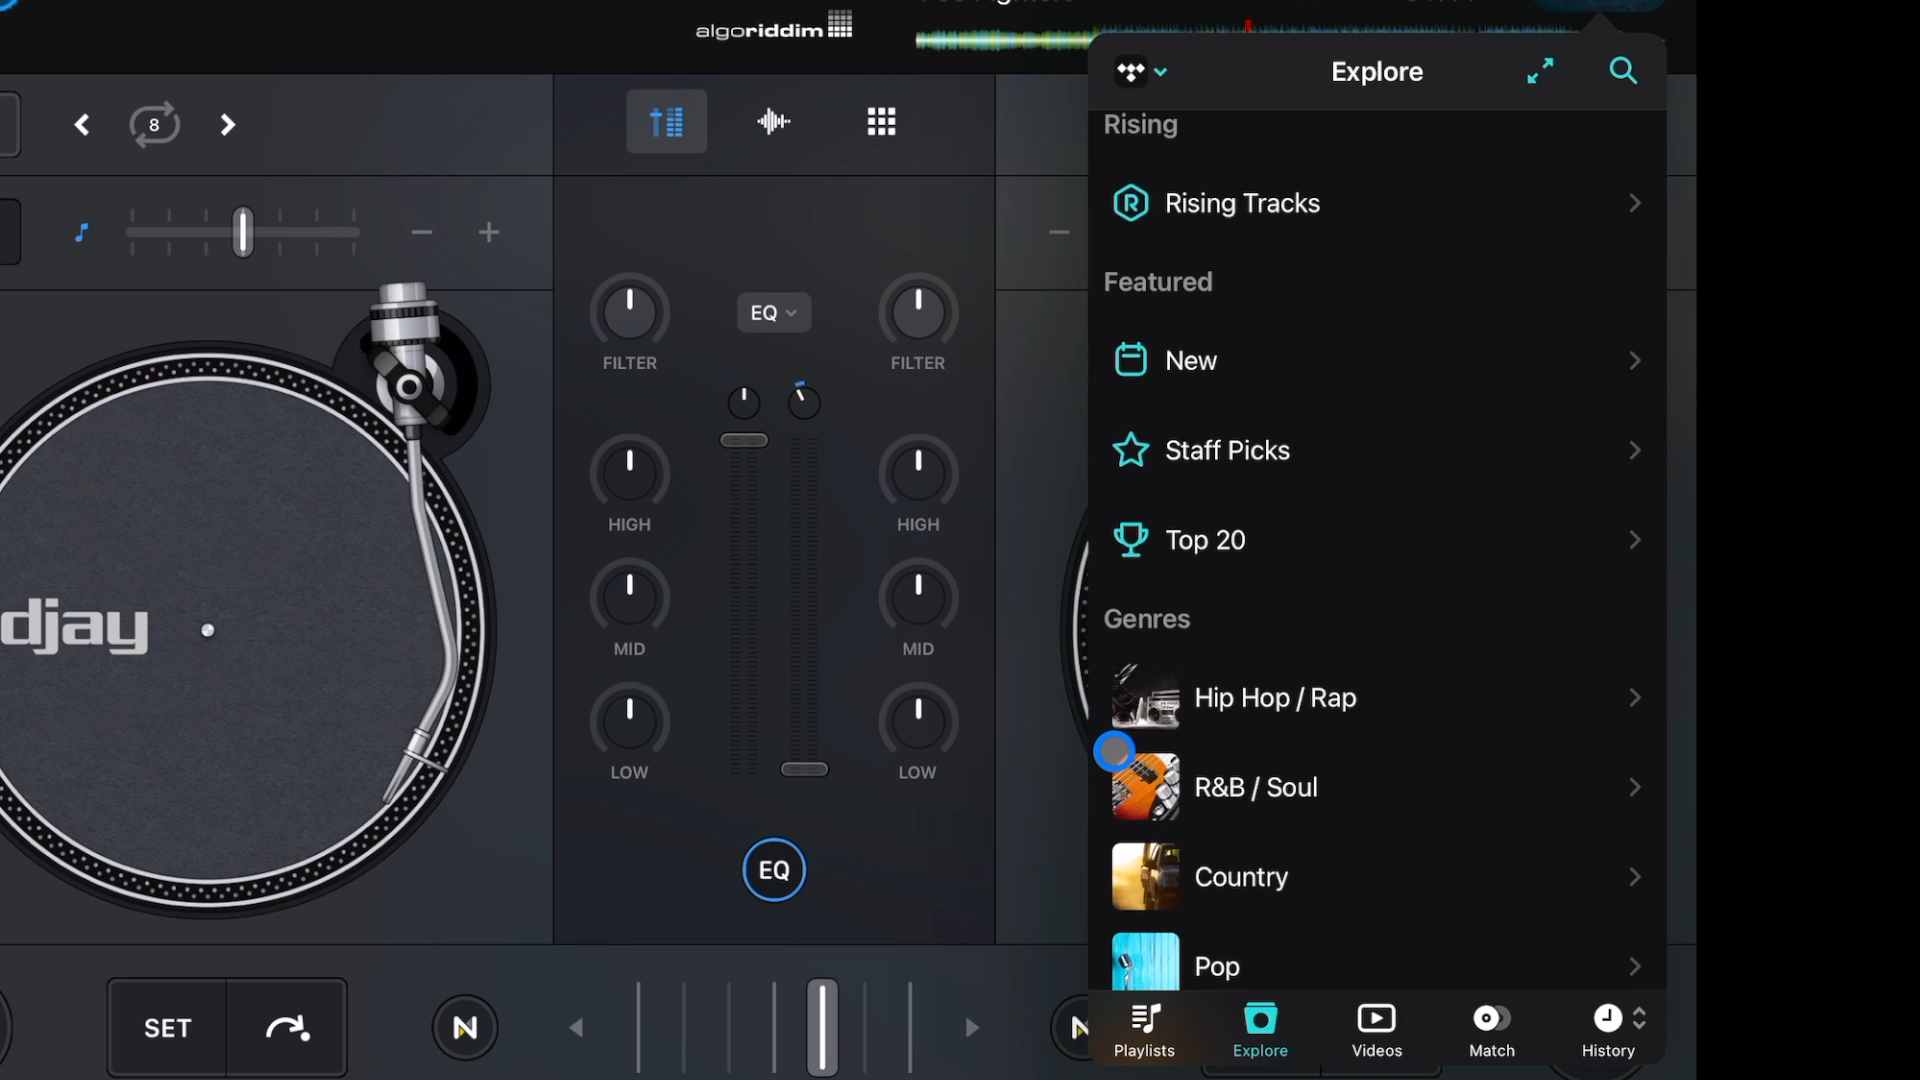 algoriddim
8
Explore
Rising
Rising Tracks
Featured
New
Staff Picks
Top 20
Genres
Hip Hop / Rap
R&B / Soul
Country
Pop
Playlists
Explore
Videos
Match
History
EQ
FILTER
FILTER
HIGH
HIGH
MID
MID
LOW
LOW
EQ
djay
SET